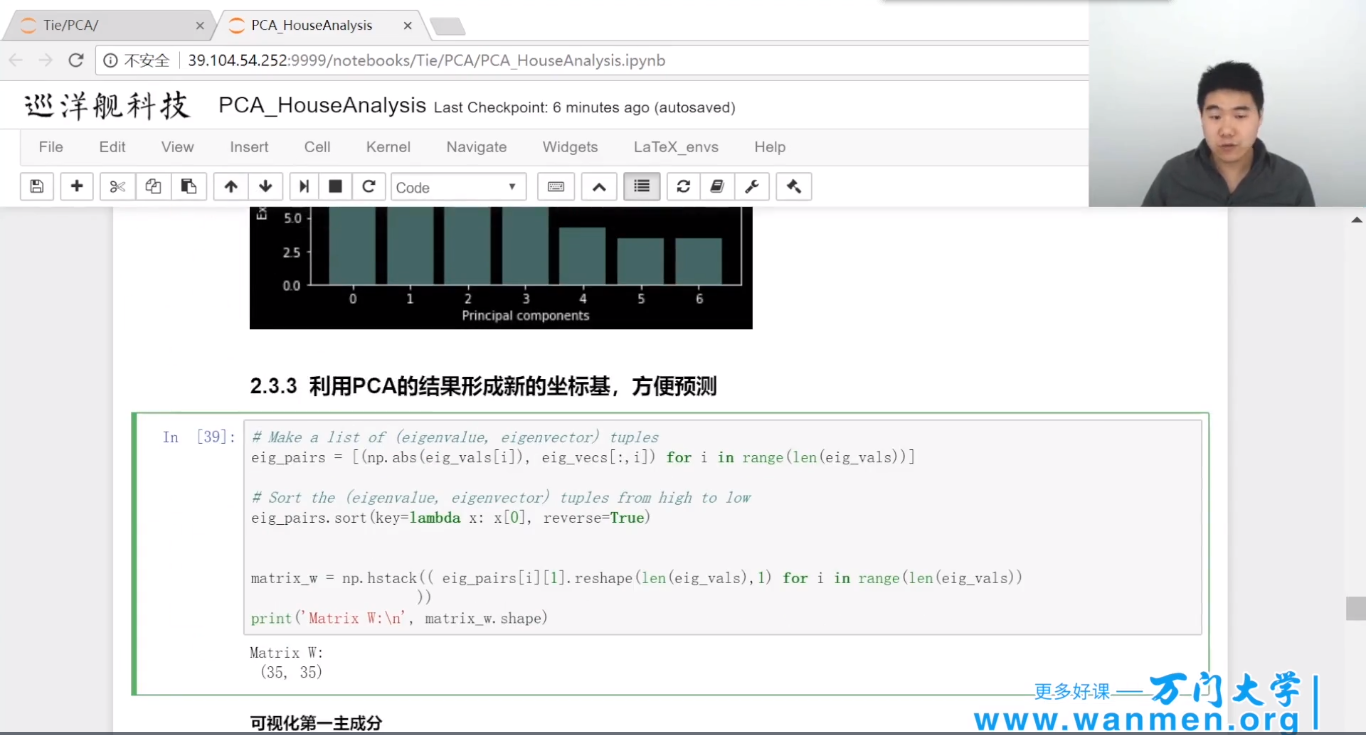 Tie/PCA/
PCA_HouseAnalysis
不安全 39.104.54.252:9999/notebooks/Tie/PCA/PCA_HouseAnalysis.ipynb
巡洋舰科技 PCA_HouseAnalysis Last Checkpoint: 6 minutes ago (autosaved)
File Edit View Insert Cell Kernel Navigate Widgets LaTeX_envs Help
Code
5.0
2.5
0.0
0 1 2 3 4 5 6
Principal components
2.3.3 利用PCA的结果形成新的坐标基，方便预测
In [39]:
# Make a list of (eigenvalue, eigenvector) tuples
eig_pairs = [(np.abs(eig_vals[i]), eig_vecs[:,i]) for i in range(len(eig_vals))]
# Sort the (eigenvalue, eigenvector) tuples from high to low
eig_pairs.sort(key=lambda x: x[0], reverse=True)
matrix_w = np.hstack(( eig_pairs[i][1].reshape(len(eig_vals),1) for i in range(len(eig_vals))
))
print('Matrix W:\n', matrix_w.shape)
Matrix W:
(35, 35)
可视化第一主成分
更多好课 — 万门大学
www.wanmen.org